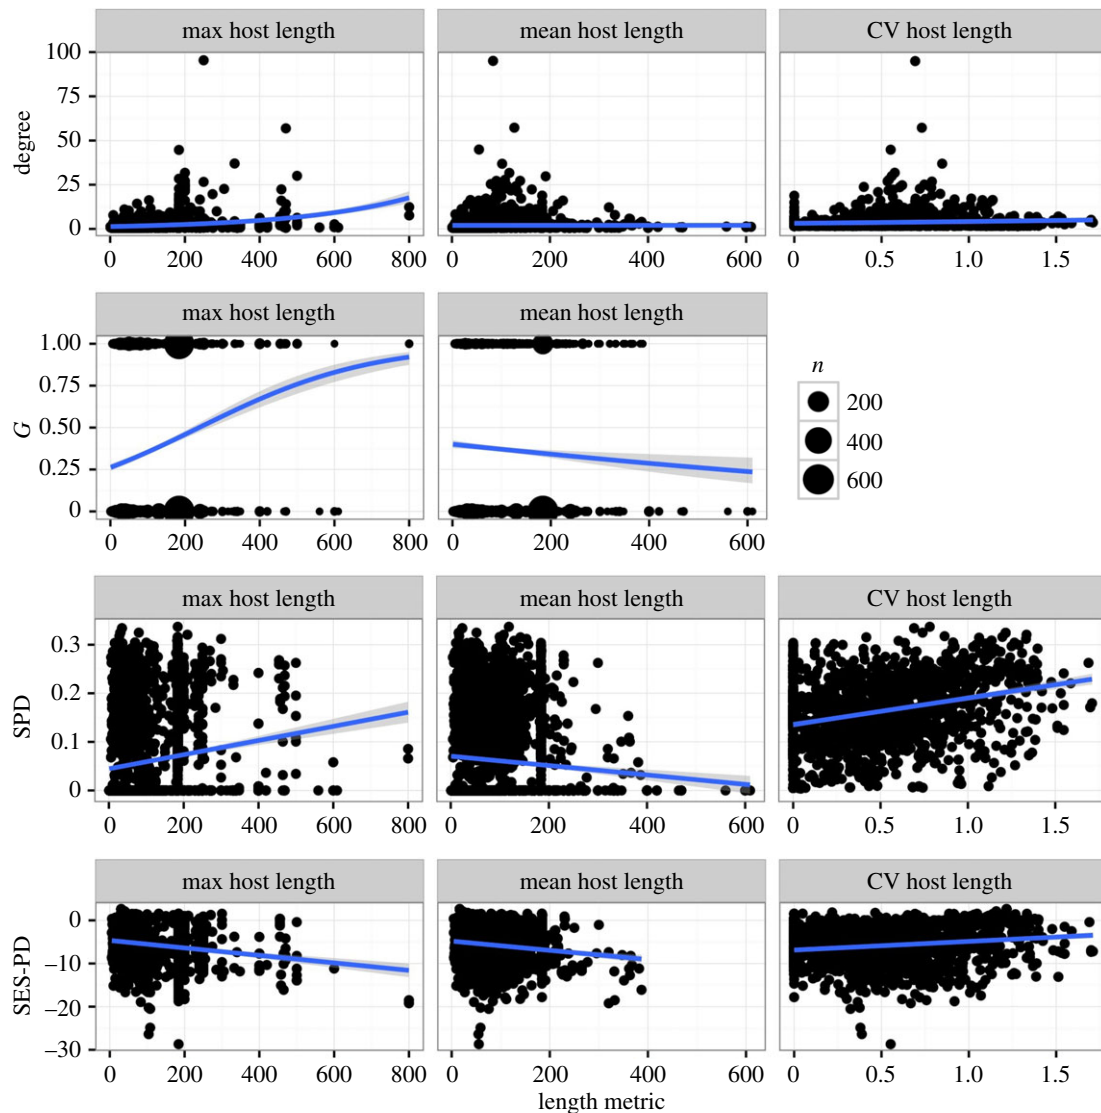 max host length
mean host length
CV host length
degree
100
75
50
25
0
0 200 400 600 800
0 200 400 600
0 0.5 1.0 1.5
max host length
mean host length
G
1.00
0.75
0.50
0.25
0
0 200 400 600 800
0 200 400 600
n
200
400
600
max host length
mean host length
CV host length
SPD
0.3
0.2
0.1
0
0 200 400 600 800
0 200 400 600
0 0.5 1.0 1.5
max host length
mean host length
CV host length
SES-PD
0
−10
−20
−30
0 200 400 600 800
0 200 400 600
0 0.5 1.0 1.5
length metric